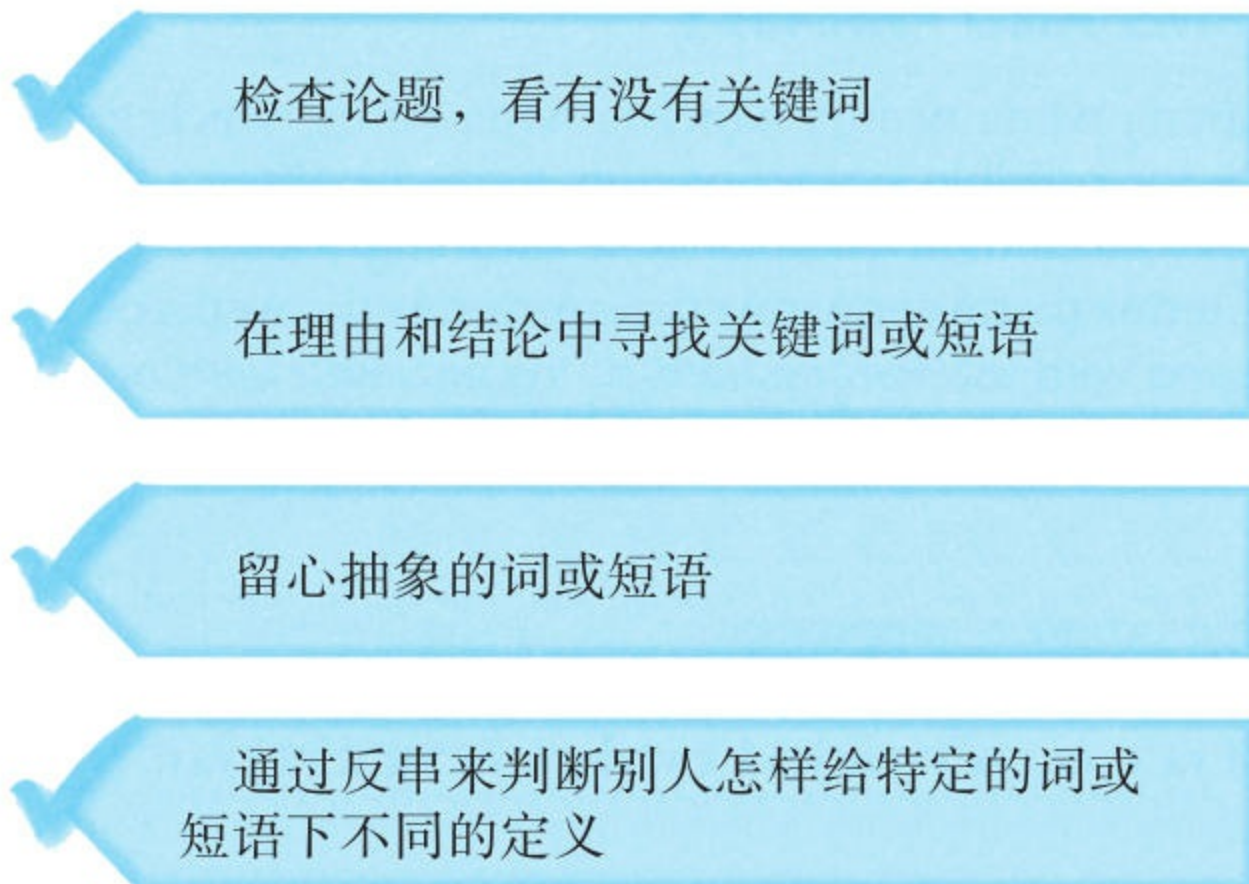 检查论题，看有没有关键词
在理由和结论中寻找关键词或短语
留心抽象的词或短语
通过反串来判断别人怎样给特定的词或
短语下不同的定义